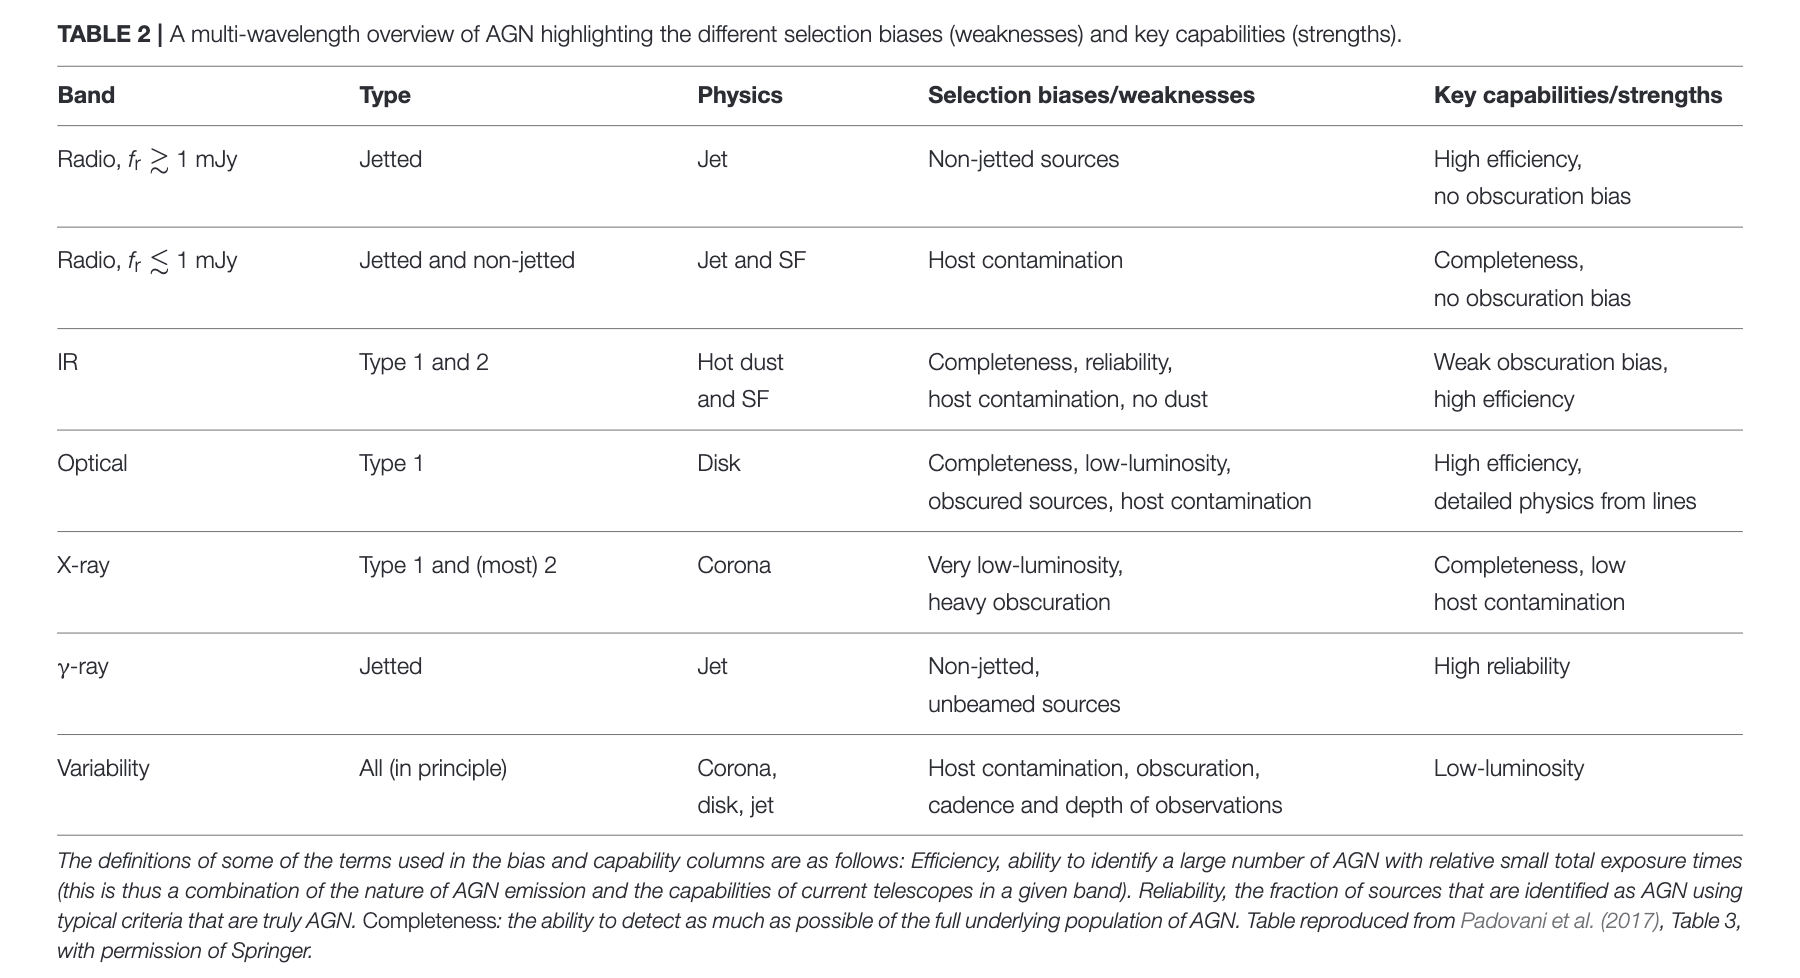 TABLE 2 | A multi-wavelength overview of AGN highlighting the different selection biases (weaknesses) and key capabilities (strengths).
Band Type Physics Selection biases/weaknesses Key capabilities/strengths
Radio, fr ≳ 1 mJy Jetted Jet Non-jetted sources High efficiency,
no obscuration bias
Radio, fr ≲ 1 mJy Jetted and non-jetted Jet and SF Host contamination Completeness,
no obscuration bias
IR Type 1 and 2 Hot dust Completeness, reliability, Weak obscuration bias,
and SF host contamination, no dust high efficiency
Optical Type 1 Disk Completeness, low-luminosity, High efficiency,
obscured sources, host contamination detailed physics from lines
X-ray Type 1 and (most) 2 Corona Very low-luminosity, Completeness, low
heavy obscuration host contamination
γ-ray Jetted Jet Non-jetted, High reliability
unbeamed sources
Variability All (in principle) Corona, Host contamination, obscuration, Low-luminosity
disk, jet cadence and depth of observations
The definitions of some of the terms used in the bias and capability columns are as follows: Efficiency, ability to identify a large number of AGN with relative small total exposure times
(this is thus a combination of the nature of AGN emission and the capabilities of current telescopes in a given band). Reliability, the fraction of sources that are identified as AGN using
typical criteria that are truly AGN. Completeness: the ability to detect as much as possible of the full underlying population of AGN. Table reproduced from Padovani et al. (2017), Table 3,
with permission of Springer.